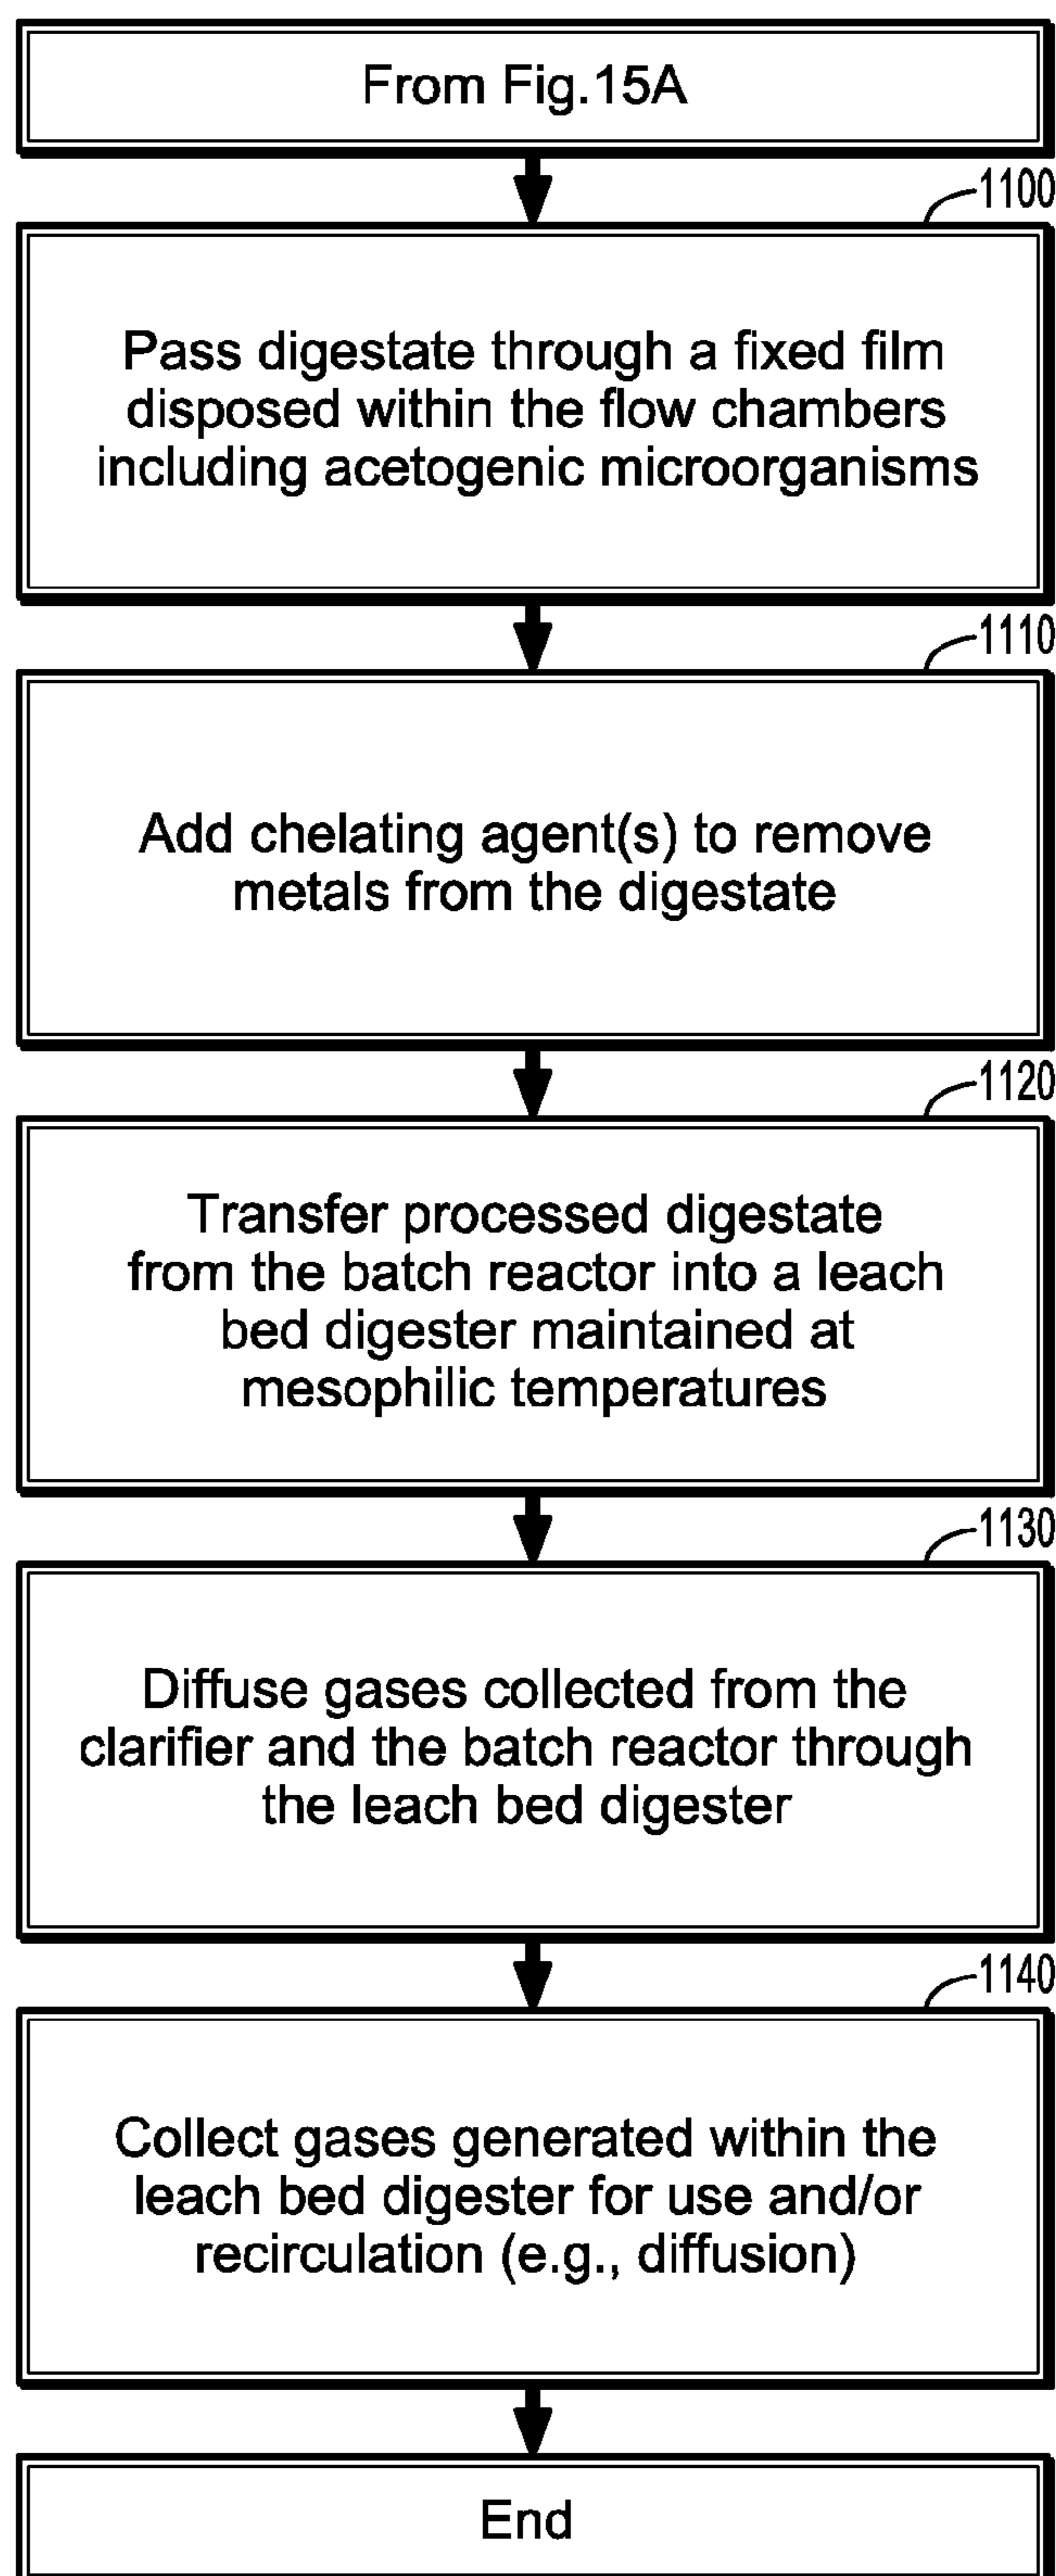 From Fig.15A
1100
Pass digestate through a fixed film
disposed within the flow chambers
including acetogenic microorganisms
1110
Add chelating agent(s) to remove
metals from the digestate
1120
Transfer processed digestate
from the batch reactor into a leach
bed digester maintained at
mesophilic temperatures
1130
Diffuse gases collected from the
clarifier and the batch reactor through
the leach bed digester
1140
Collect gases generated within the
leach bed digester for use and/or
recirculation (e.g., diffusion)
End